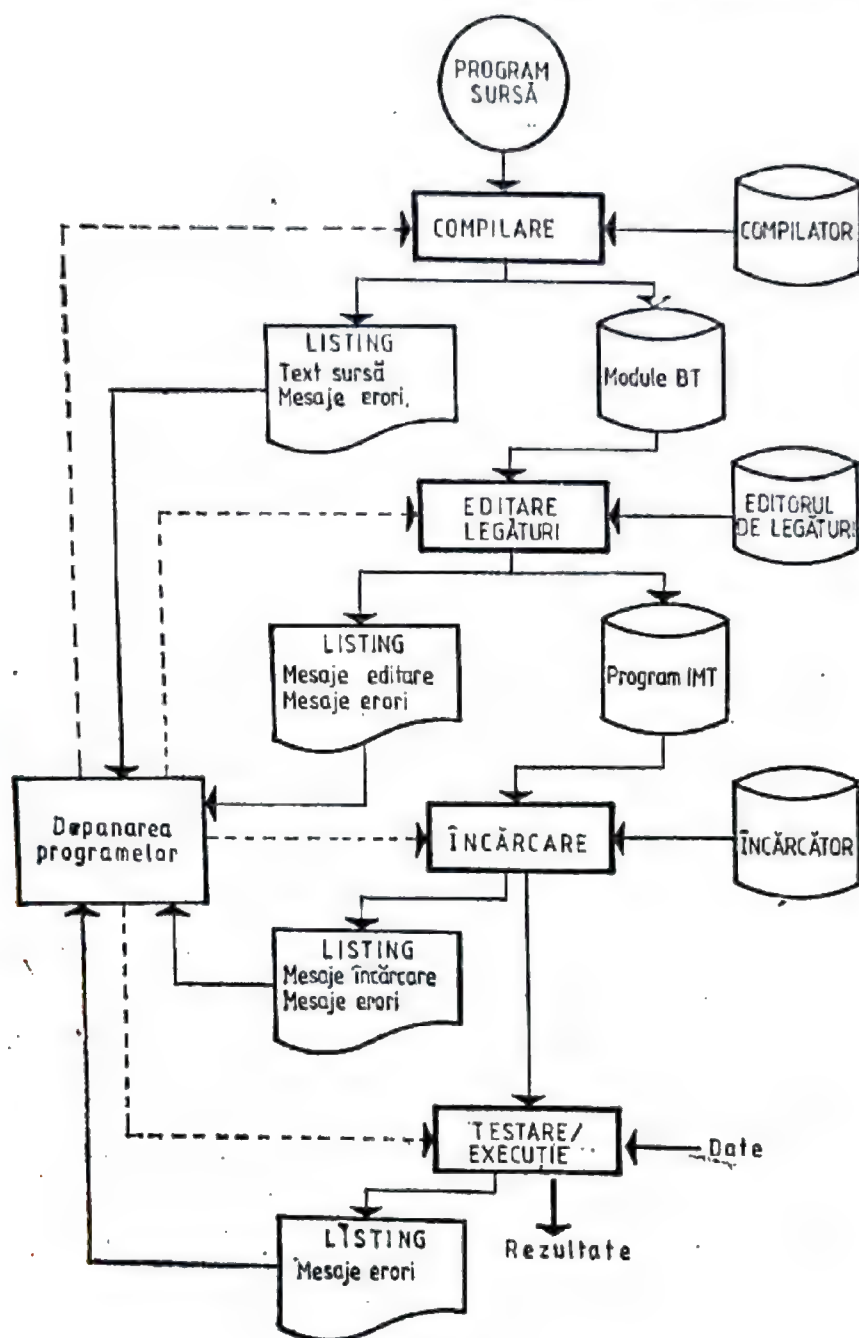 PROGRAM
SURSĂ
COMPILARE
COMPILATOR
LISTING
Text sursă
Mesaje erori,
Module BT
EDITARE
LEGĂTURI
EDITORUL
DE LEGĂTURI
LISTING
Mesaje editare
Mesaje erori
Program IMT
Depanarea
programelor
ÎNCĂRCARE
ÎNCĂRCĂTOR
LISTING
Mesaje încărcare
Mesaje erori
TESTARE/
EXECUȚIE
Date
LISTING
Mesaje erori
Rezultate